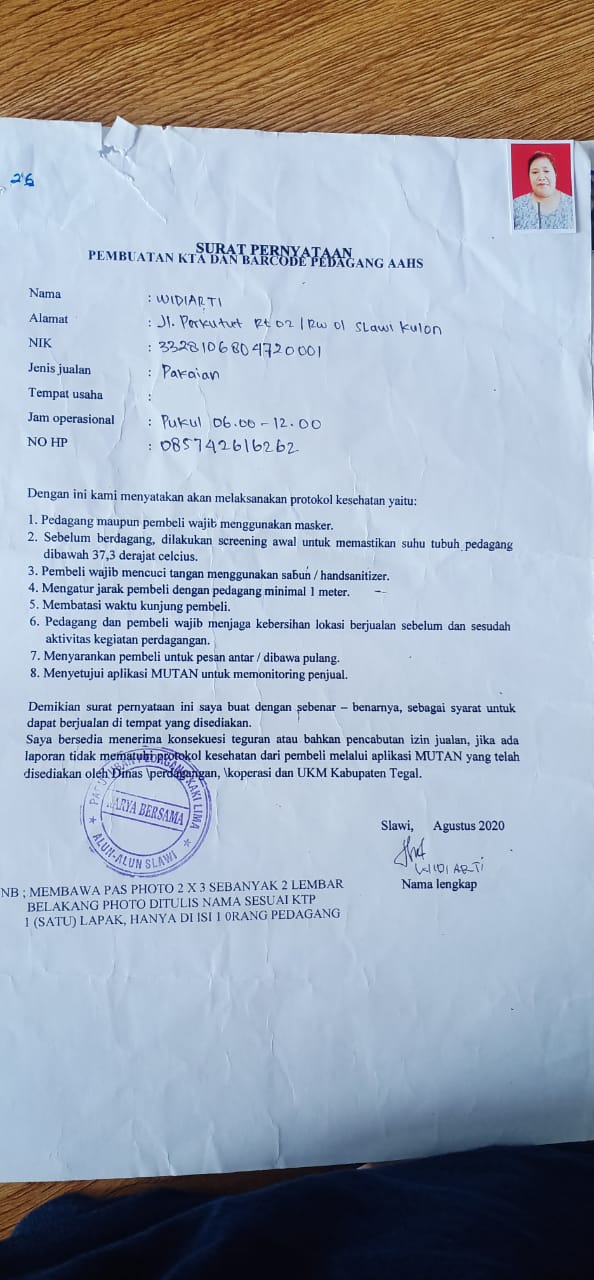 26
SURAT PERNYATAAN
PEMBUATAN KTA DAN BARCODE PEDAGANG AAHS
Nama : WIDIARTI
Alamat : Jl. Perkutut Rt 02 / Rw 01 SLawi Kulon
NIK : 3328106804720001
Jenis jualan : Pakaian
Tempat usaha :
Jam operasional : Pukul 06.00 - 12.00
NO HP : 085742616262
Dengan ini kami menyatakan akan melaksanakan protokol kesehatan yaitu:
1. Pedagang maupun pembeli wajib menggunakan masker.
2. Sebelum berdagang, dilakukan screening awal untuk memastikan suhu tubuh pedagang
dibawah 37,3 derajat celcius.
3. Pembeli wajib mencuci tangan menggunakan sabun / handsanitizer.
4. Mengatur jarak pembeli dengan pedagang minimal 1 meter.
5. Membatasi waktu kunjung pembeli.
6. Pedagang dan pembeli wajib menjaga kebersihan lokasi berjualan sebelum dan sesudah
aktivitas kegiatan perdagangan.
7. Menyarankan pembeli untuk pesan antar / dibawa pulang.
8. Menyetujui aplikasi MUTAN untuk memonitoring penjual.
Demikian surat pernyataan ini saya buat dengan sebenar – benarnya, sebagai syarat untuk
dapat berjualan di tempat yang disediakan.
Saya bersedia menerima konsekuesi teguran atau bahkan pencabutan izin jualan, jika ada
laporan tidak mematuhi protokol kesehatan dari pembeli melalui aplikasi MUTAN yang telah
disediakan oleh Dinas \perdagangan, \koperasi dan UKM Kabupaten Tegal.
PEDAGANG KAKI LIMA
KARYA BERSAMA
ALUN-ALUN SLAWI
Slawi, Agustus 2020
WIDIARTI
Nama lengkap
NB ; MEMBAWA PAS PHOTO 2 X 3 SEBANYAK 2 LEMBAR
BELAKANG PHOTO DITULIS NAMA SESUAI KTP
1 (SATU) LAPAK, HANYA DI ISI 1 0RANG PEDAGANG